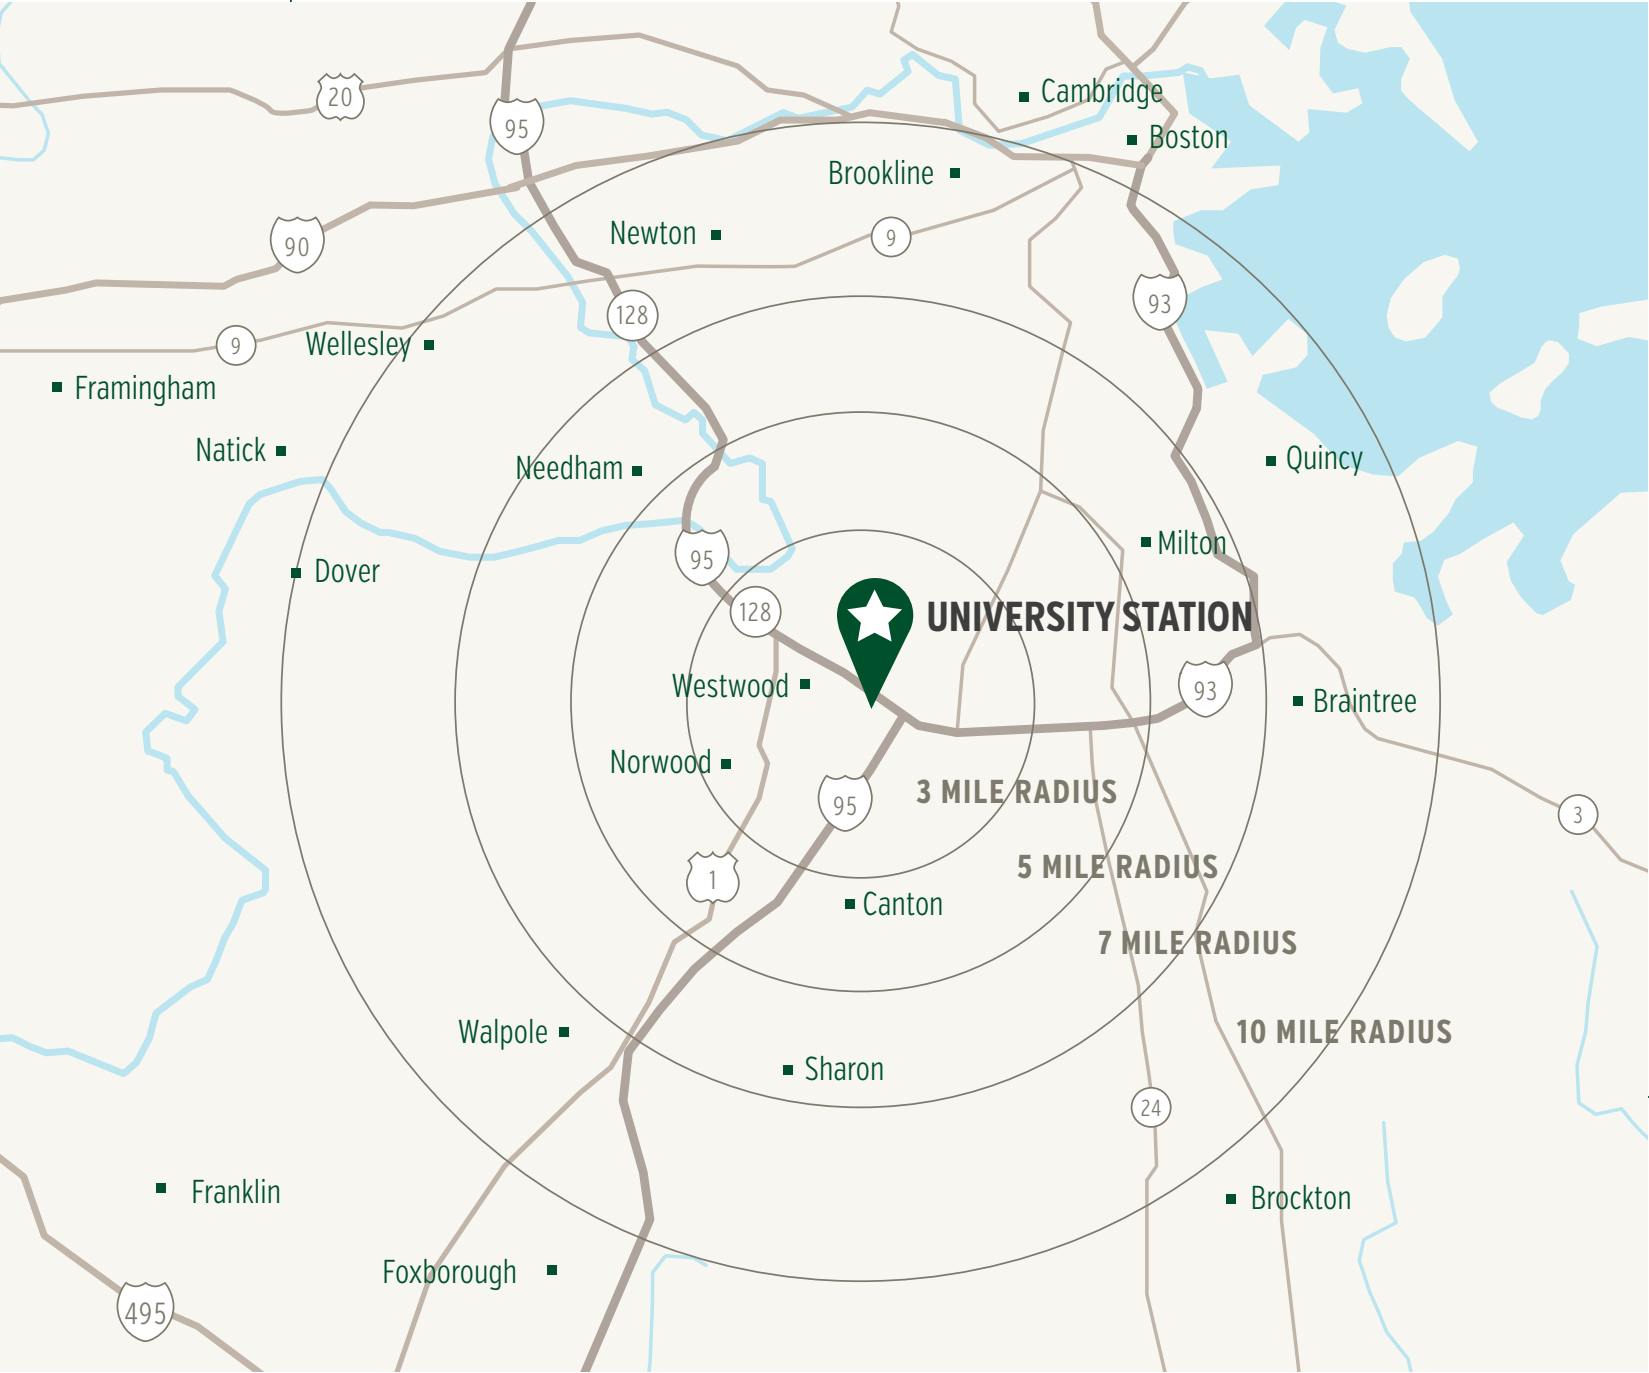 Cambridge
20
95
Boston
Brookline
Newton
9
90
93
128
9
Wellesley
Framingham
Natick
Needham
Quincy
Milton
95
Dover
128
UNIVERSITY STATION
Westwood
93
Braintree
Norwood
3 MILE RADIUS
95
3
5 MILE RADIUS
1
Canton
7 MILE RADIUS
Walpole
10 MILE RADIUS
Sharon
24
Franklin
Brockton
Foxborough
495